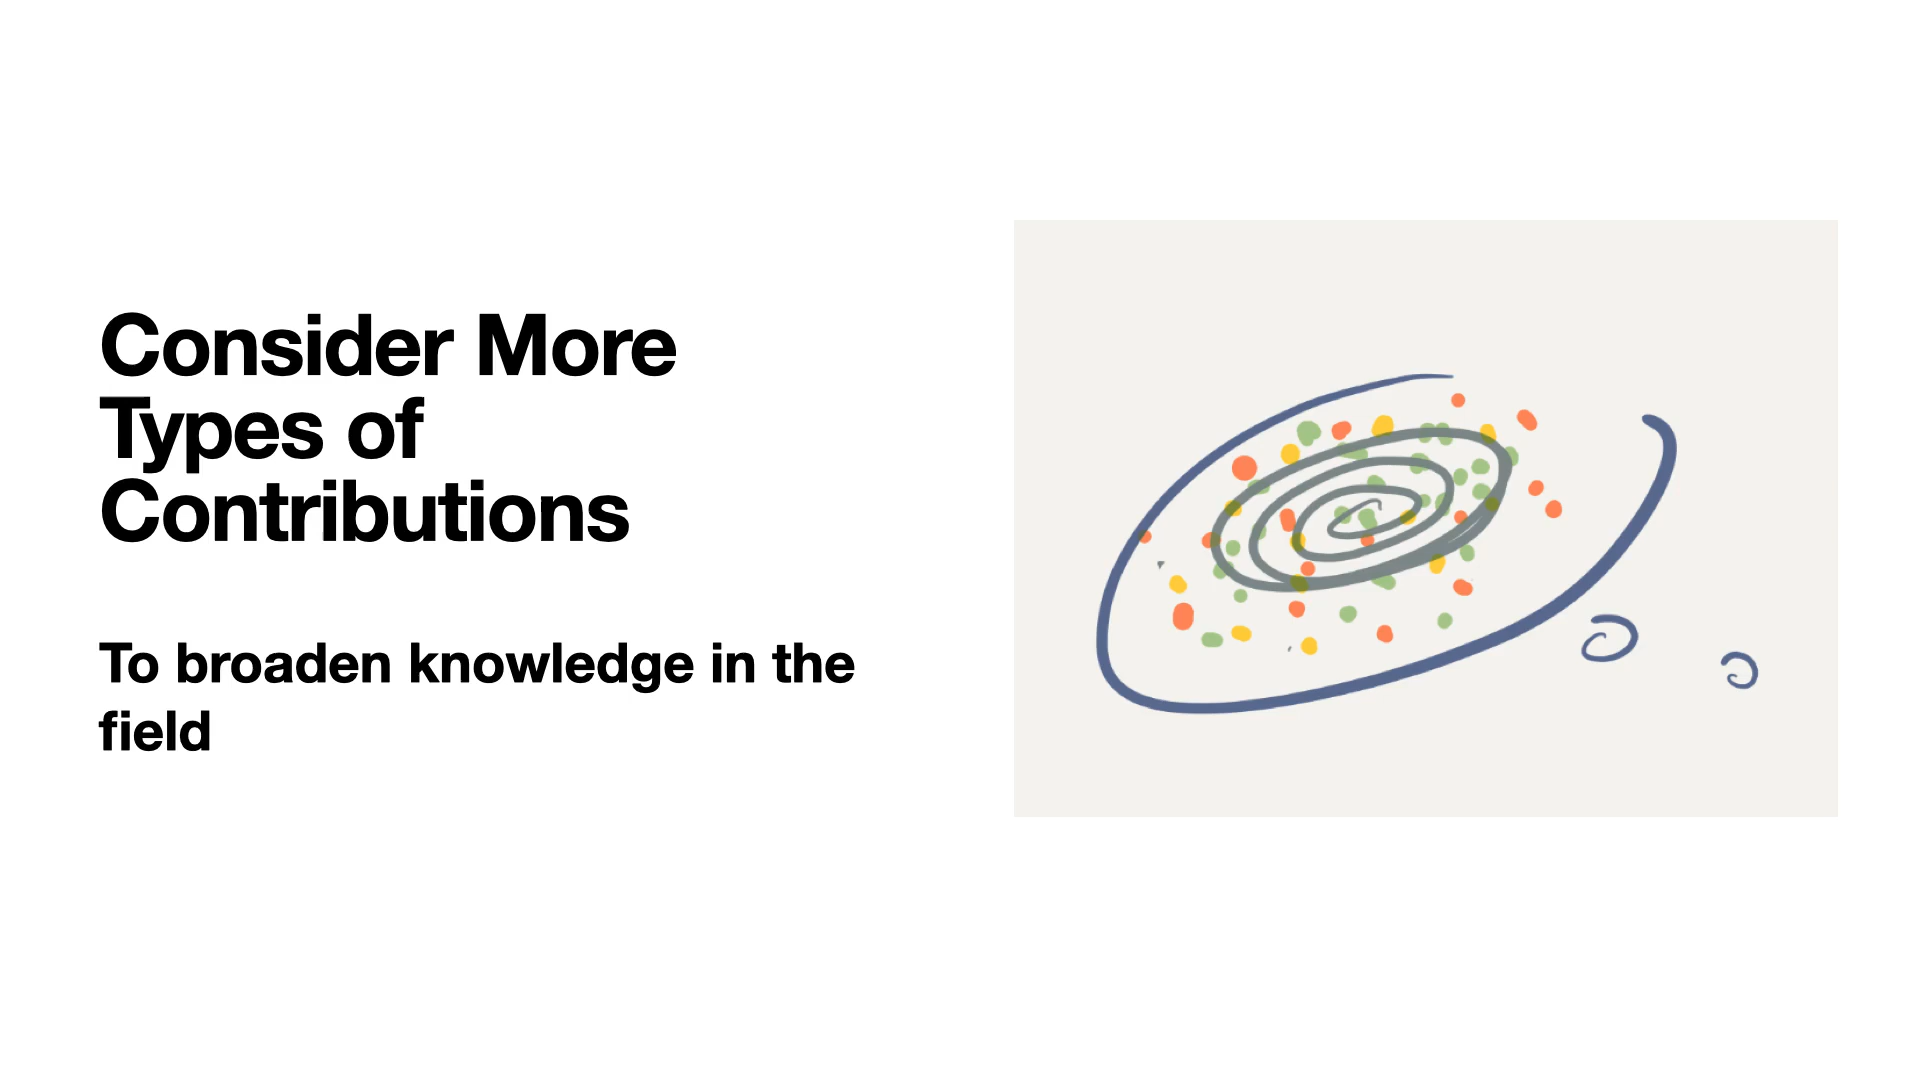 Consider More
Types of
Contributions
To broaden knowledge in the
field